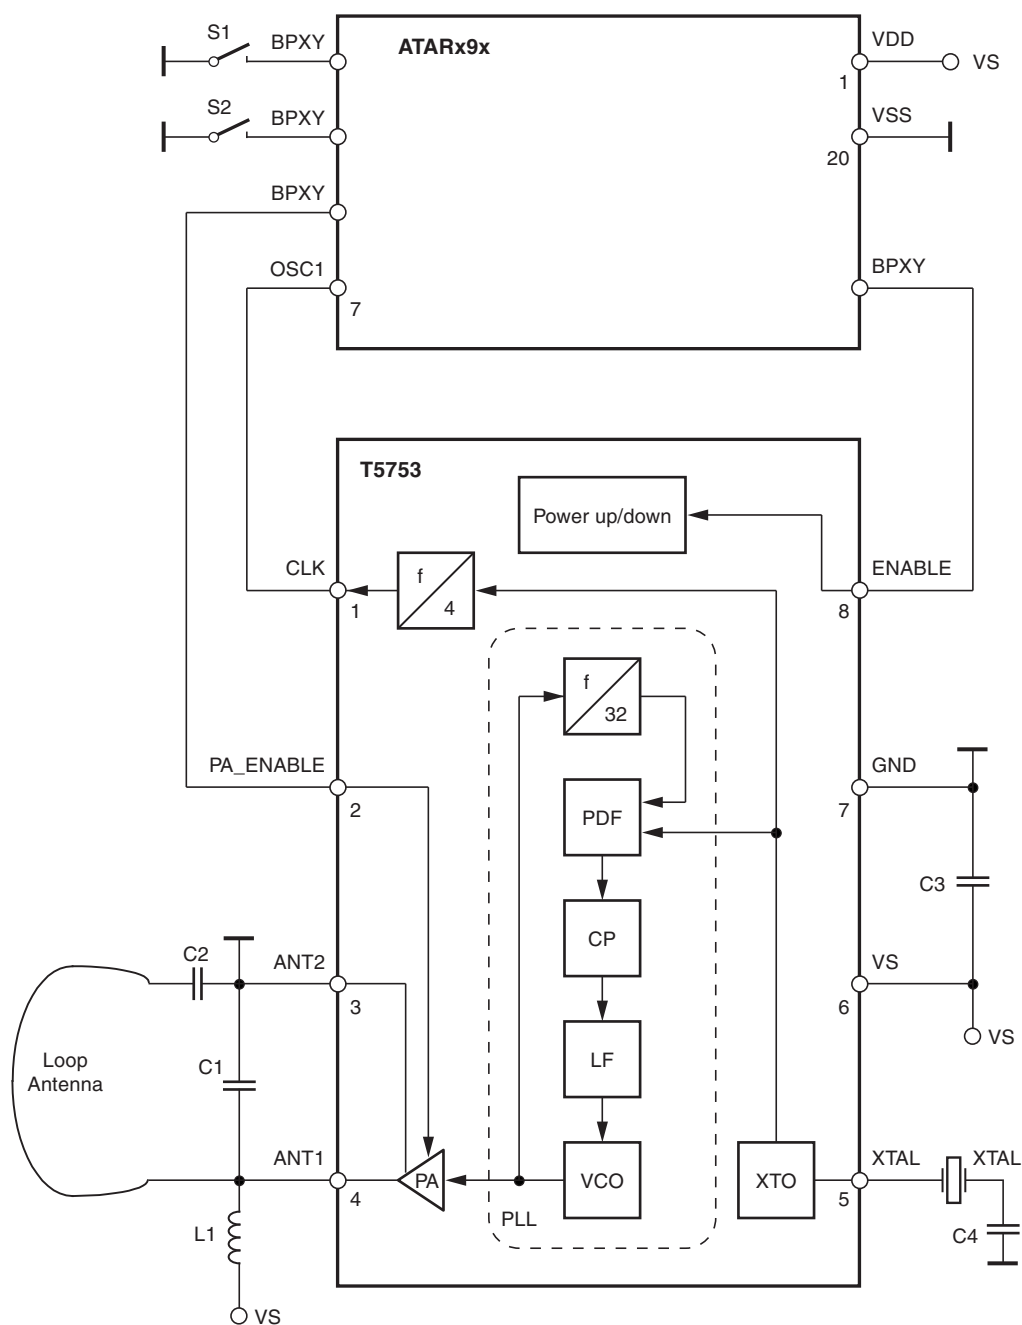 S1
BPXY
ATARx9x
VDD
VS
1
S2
BPXY
VSS
20
BPXY
OSC1
7
BPXY
T5753
Power up/down
CLK
1
f
4
ENABLE
8
f
32
PA_ENABLE
2
PDF
GND
7
C3
CP
C2
ANT2
3
VS
6
VS
Loop
Antenna
C1
LF
ANT1
4
PA
VCO
PLL
XTO
XTAL
5
XTAL
C4
L1
VS